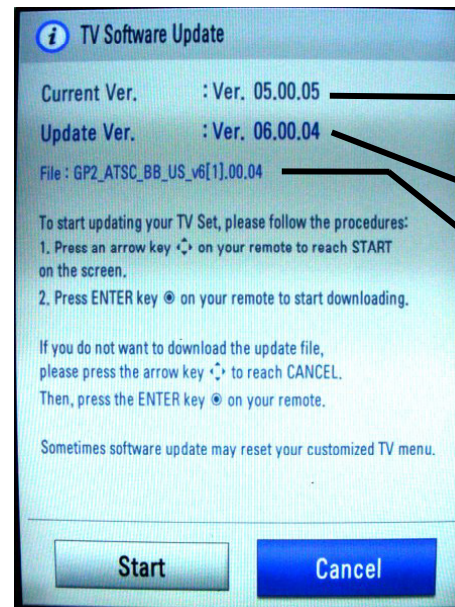 i TV Software Update
Current Ver. : Ver. 05.00.05
Update Ver. : Ver. 06.00.04
File : GP2_ATSC_BB_US_v6[1].00.04
To start updating your TV Set, please follow the procedures:
1. Press an arrow key on your remote to reach START
on the screen.
2. Press ENTER key on your remote to start downloading.
If you do not want to download the update file,
please press the arrow key to reach CANCEL.
Then, press the ENTER key on your remote.
Sometimes software update may reset your customized TV menu.
Start Cancel